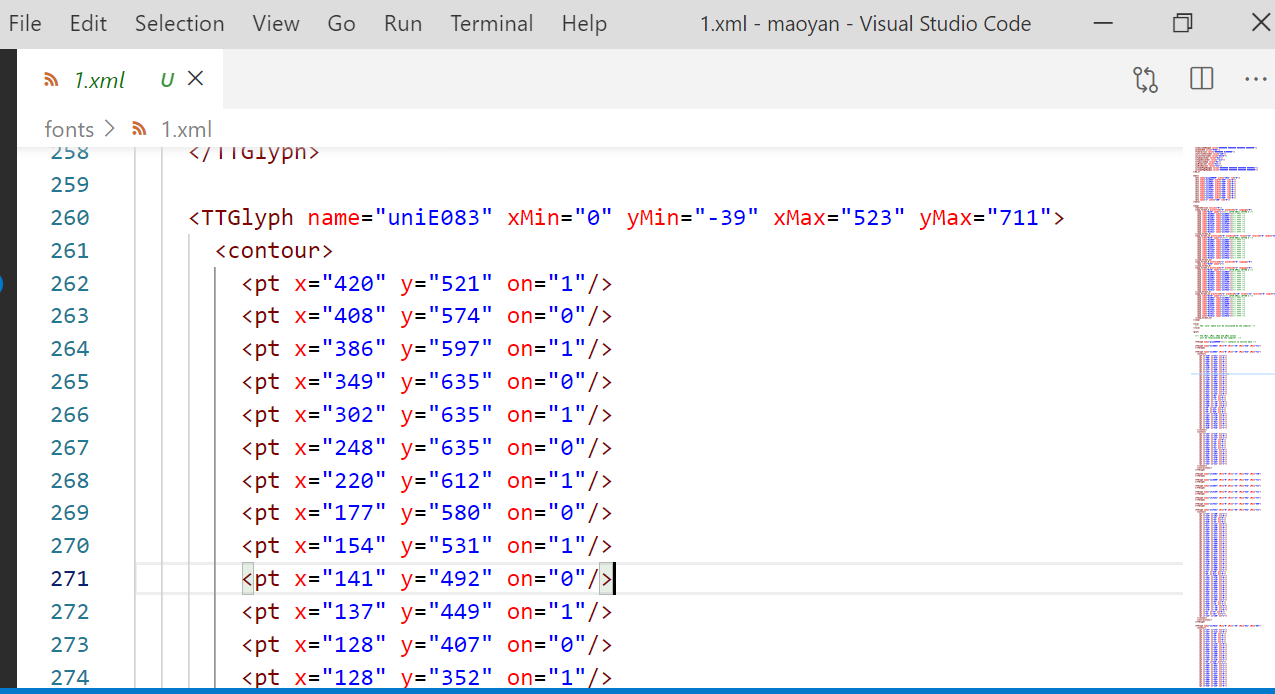 File Edit Selection View Go Run Terminal Help 1.xml - maoyan - Visual Studio Code
1.xml U
fonts > 1.xml
258 </TTGlyph>
259
260 <TTGlyph name="uniE083" xMin="0" yMin="-39" xMax="523" yMax="711">
261 <contour>
262 <pt x="420" y="521" on="1"/>
263 <pt x="408" y="574" on="0"/>
264 <pt x="386" y="597" on="1"/>
265 <pt x="349" y="635" on="0"/>
266 <pt x="302" y="635" on="1"/>
267 <pt x="248" y="635" on="0"/>
268 <pt x="220" y="612" on="1"/>
269 <pt x="177" y="580" on="0"/>
270 <pt x="154" y="531" on="1"/>
271 <pt x="141" y="492" on="0"/>
272 <pt x="137" y="449" on="1"/>
273 <pt x="128" y="407" on="0"/>
274 <pt x="128" y="352" on="1"/>